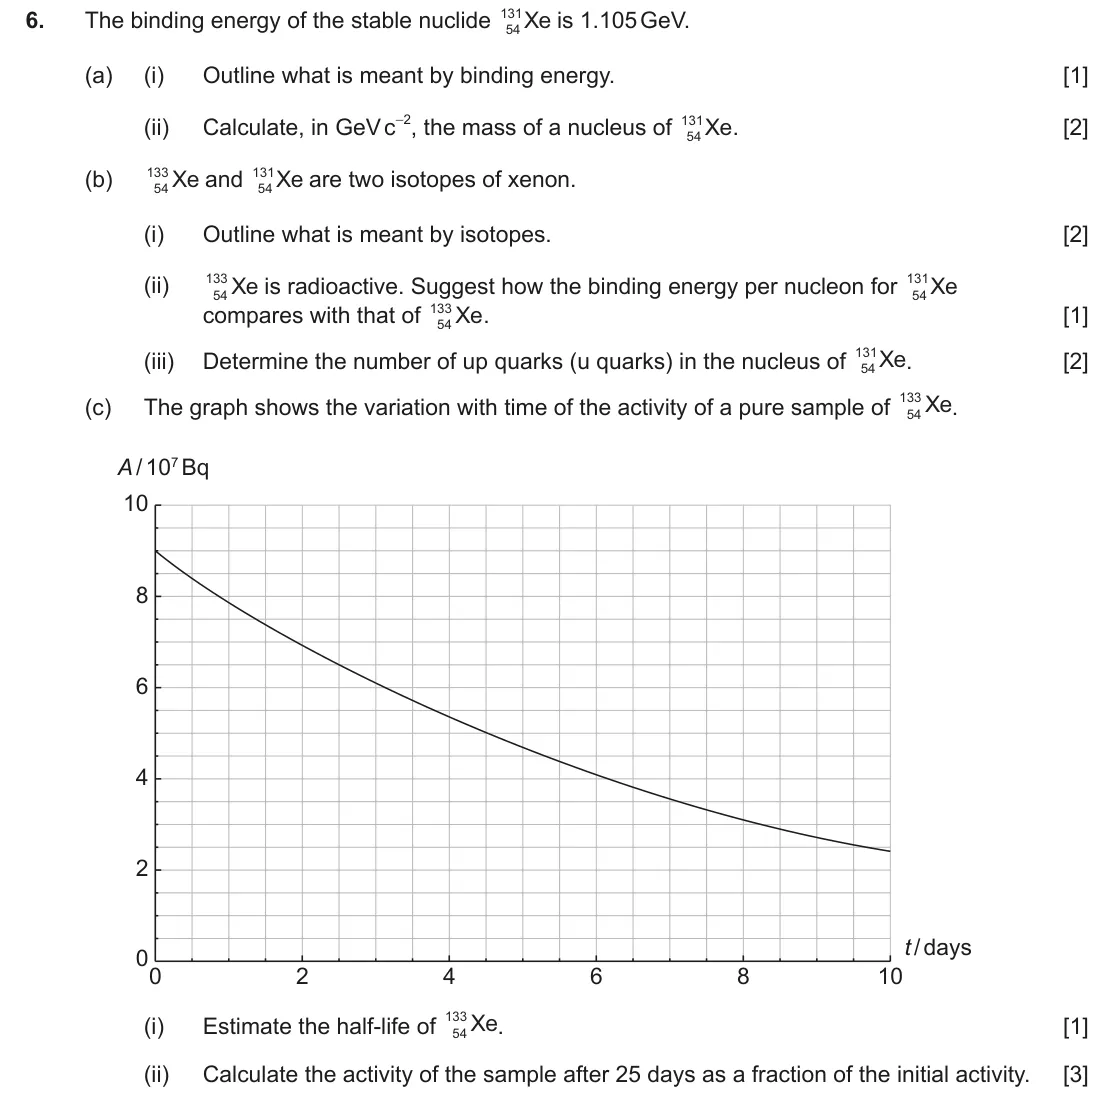 6. The binding energy of the stable nuclide ¹³¹₅₄Xe is 1.105 GeV.
(a) (i) Outline what is meant by binding energy. [1]
(ii) Calculate, in GeV c⁻², the mass of a nucleus of ¹³¹₅₄Xe. [2]
(b) ¹³³₅₄Xe and ¹³¹₅₄Xe are two isotopes of xenon.
(i) Outline what is meant by isotopes. [2]
(ii) ¹³³₅₄Xe is radioactive. Suggest how the binding energy per nucleon for ¹³¹₅₄Xe
compares with that of ¹³³₅₄Xe. [1]
(iii) Determine the number of up quarks (u quarks) in the nucleus of ¹³¹₅₄Xe. [2]
(c) The graph shows the variation with time of the activity of a pure sample of ¹³³₅₄Xe.
A / 10⁷ Bq
10
8
6
4
2
0
t / days
0 2 4 6 8 10
(i) Estimate the half-life of ¹³³₅₄Xe. [1]
(ii) Calculate the activity of the sample after 25 days as a fraction of the initial activity. [3]